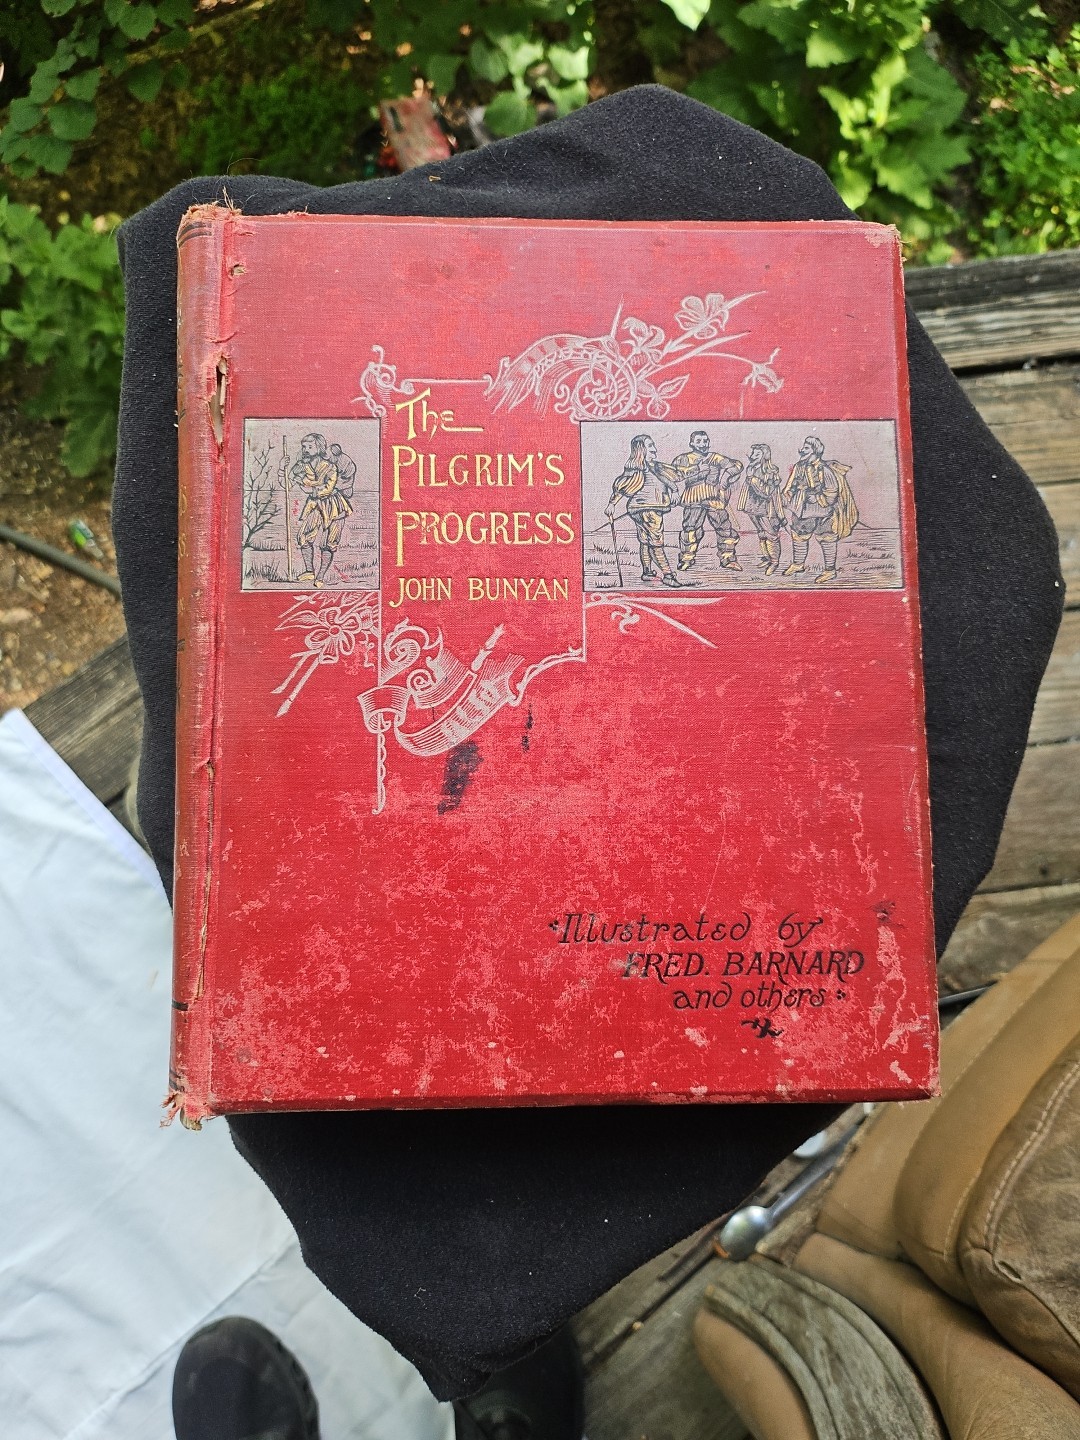 The
PILGRIM'S
PROGRESS
JOHN BUNYAN
Illustrated by
FRED. BARNARD
and others